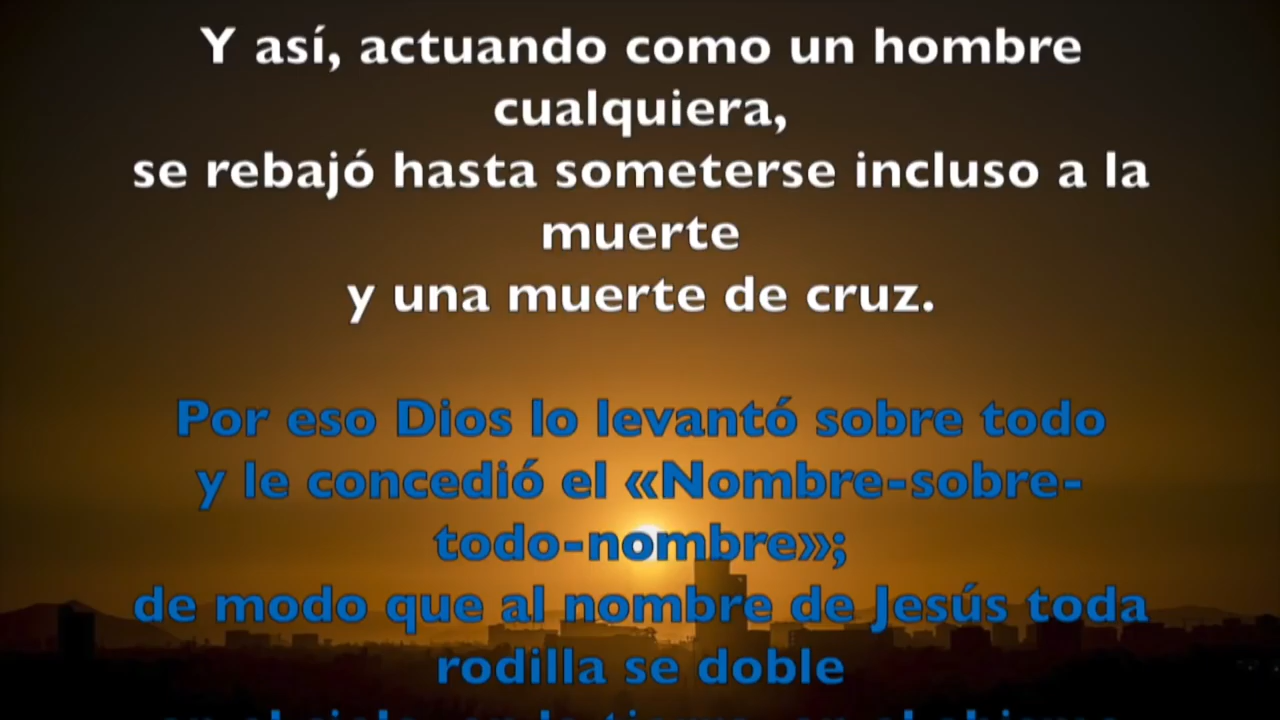 Y así, actuando como un hombre
cualquiera,
se rebajó hasta someterse incluso a la
muerte
y una muerte de cruz.
Por eso Dios lo levantó sobre todo
y le concedió el «Nombre-sobre-
todo-nombre»;
de modo que al nombre de Jesús toda
rodilla se doble